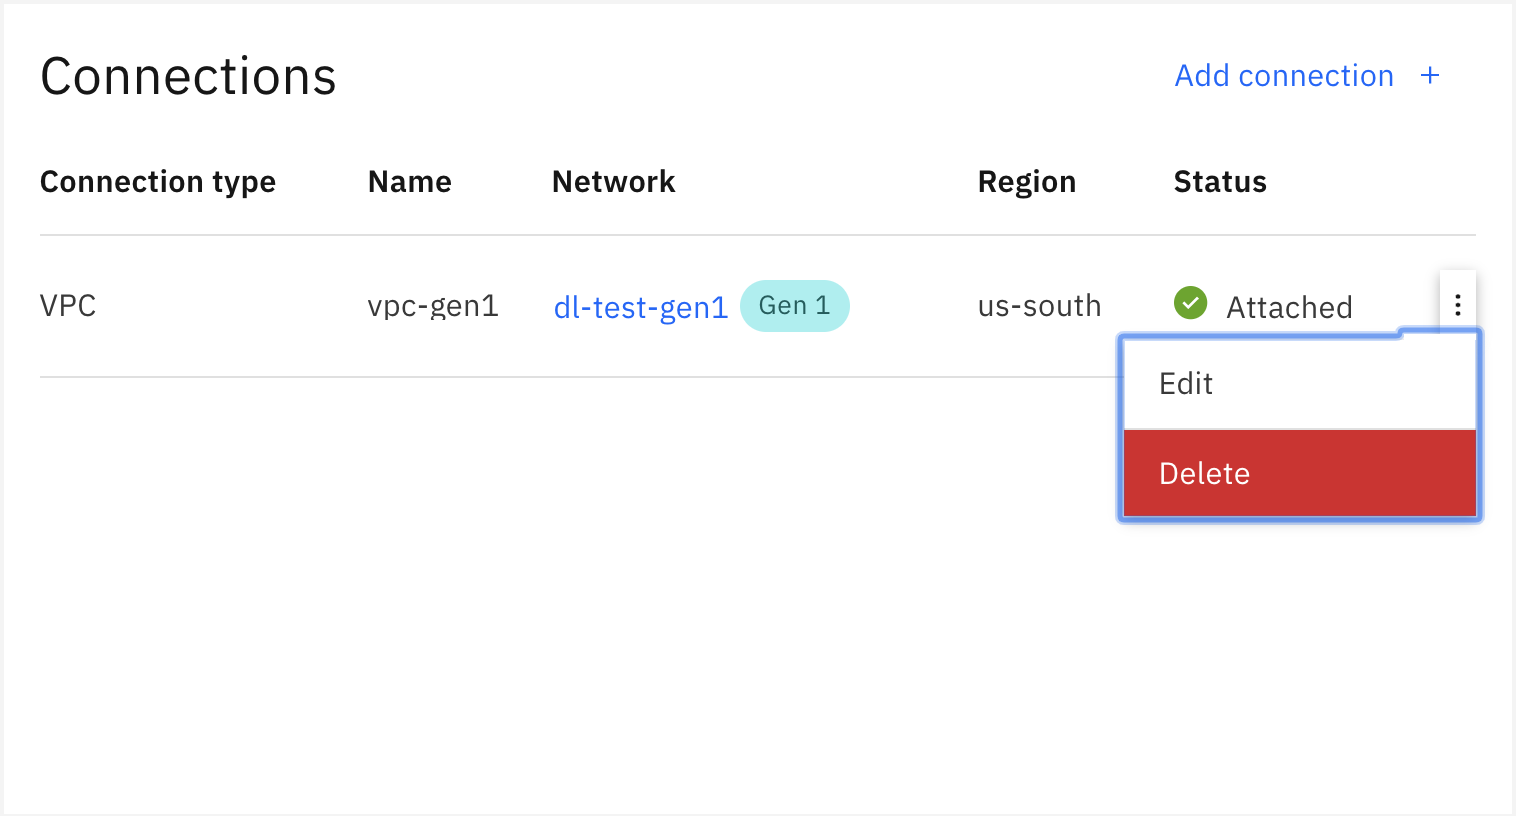 Connections
Add connection +
Connection type Name Network Region Status
VPC vpc-gen1 dl-test-gen1 Gen 1 us-south Attached
Edit
Delete